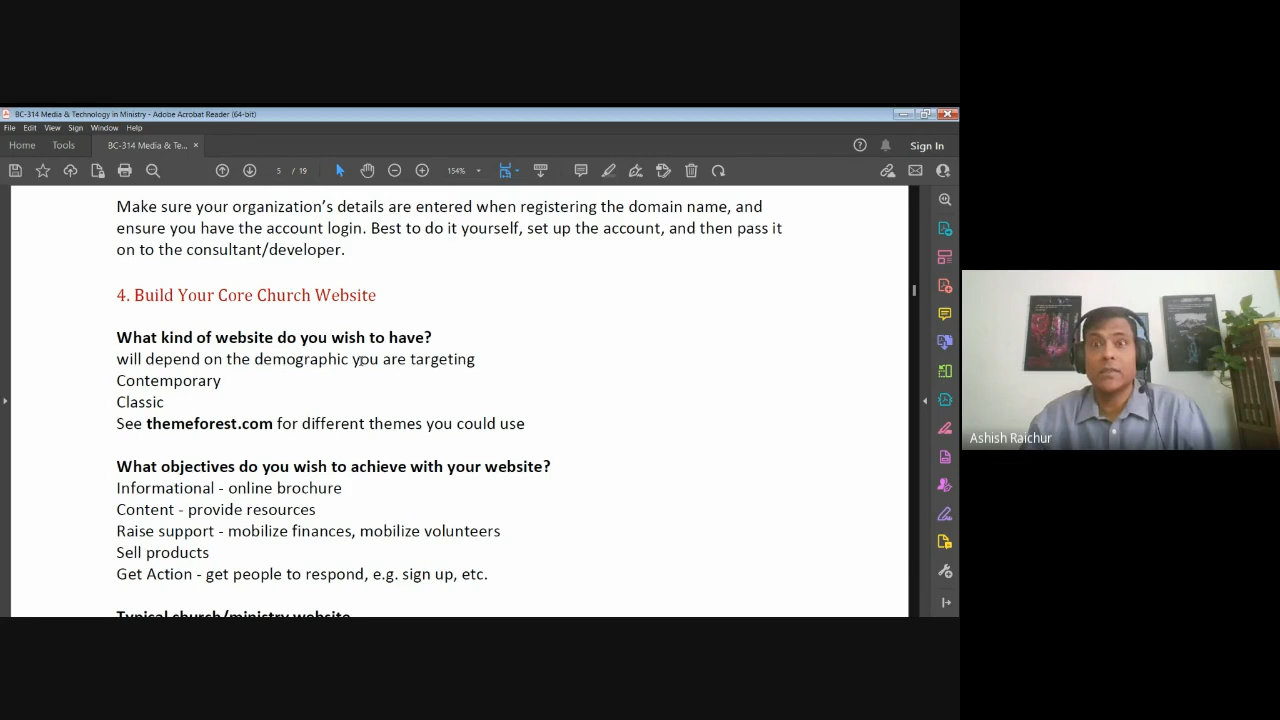 BC-314 Media & Technology in Ministry - Adobe Acrobat Reader (64-bit)
File Edit View Sign Window Help
Home Tools BC-314 Media & Te... × Sign In
5 / 19 154%
Make sure your organization’s details are entered when registering the domain name, and
ensure you have the account login. Best to do it yourself, set up the account, and then pass it
on to the consultant/developer.
4. Build Your Core Church Website
What kind of website do you wish to have?
will depend on the demographic you are targeting
Contemporary
Classic
See themeforest.com for different themes you could use
What objectives do you wish to achieve with your website?
Informational - online brochure
Content - provide resources
Raise support - mobilize finances, mobilize volunteers
Sell products
Get Action - get people to respond, e.g. sign up, etc.
Typical church/ministry website
Ashish Raichur